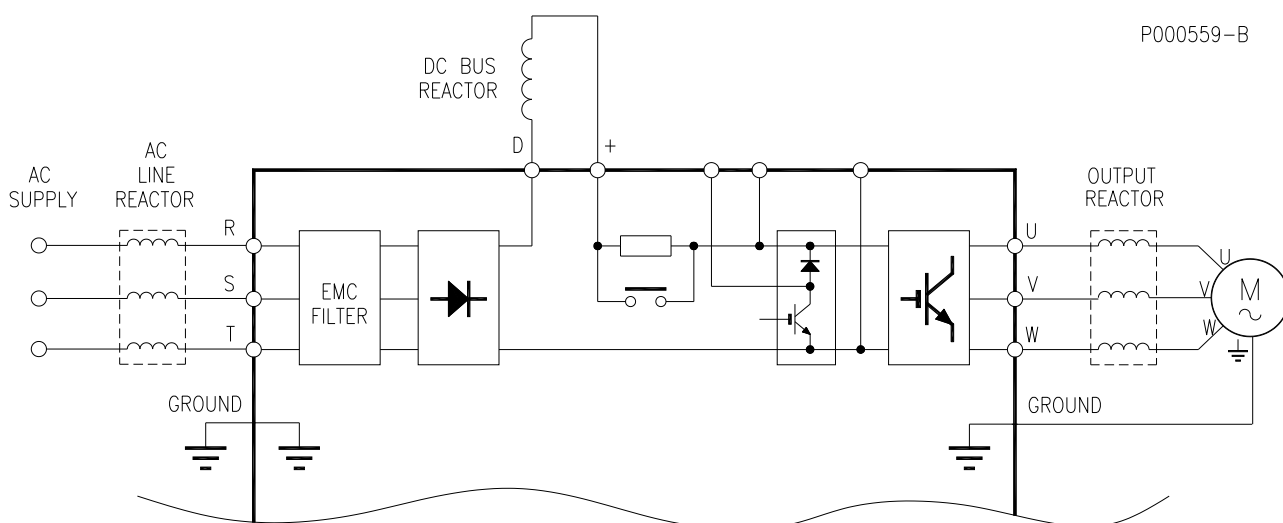 P000559-B
DC BUS
REACTOR
D
+
AC
SUPPLY
AC
LINE
REACTOR
OUTPUT
REACTOR
R
S
T
EMC
FILTER
U
V
W
U
V
W
M
GROUND
GROUND